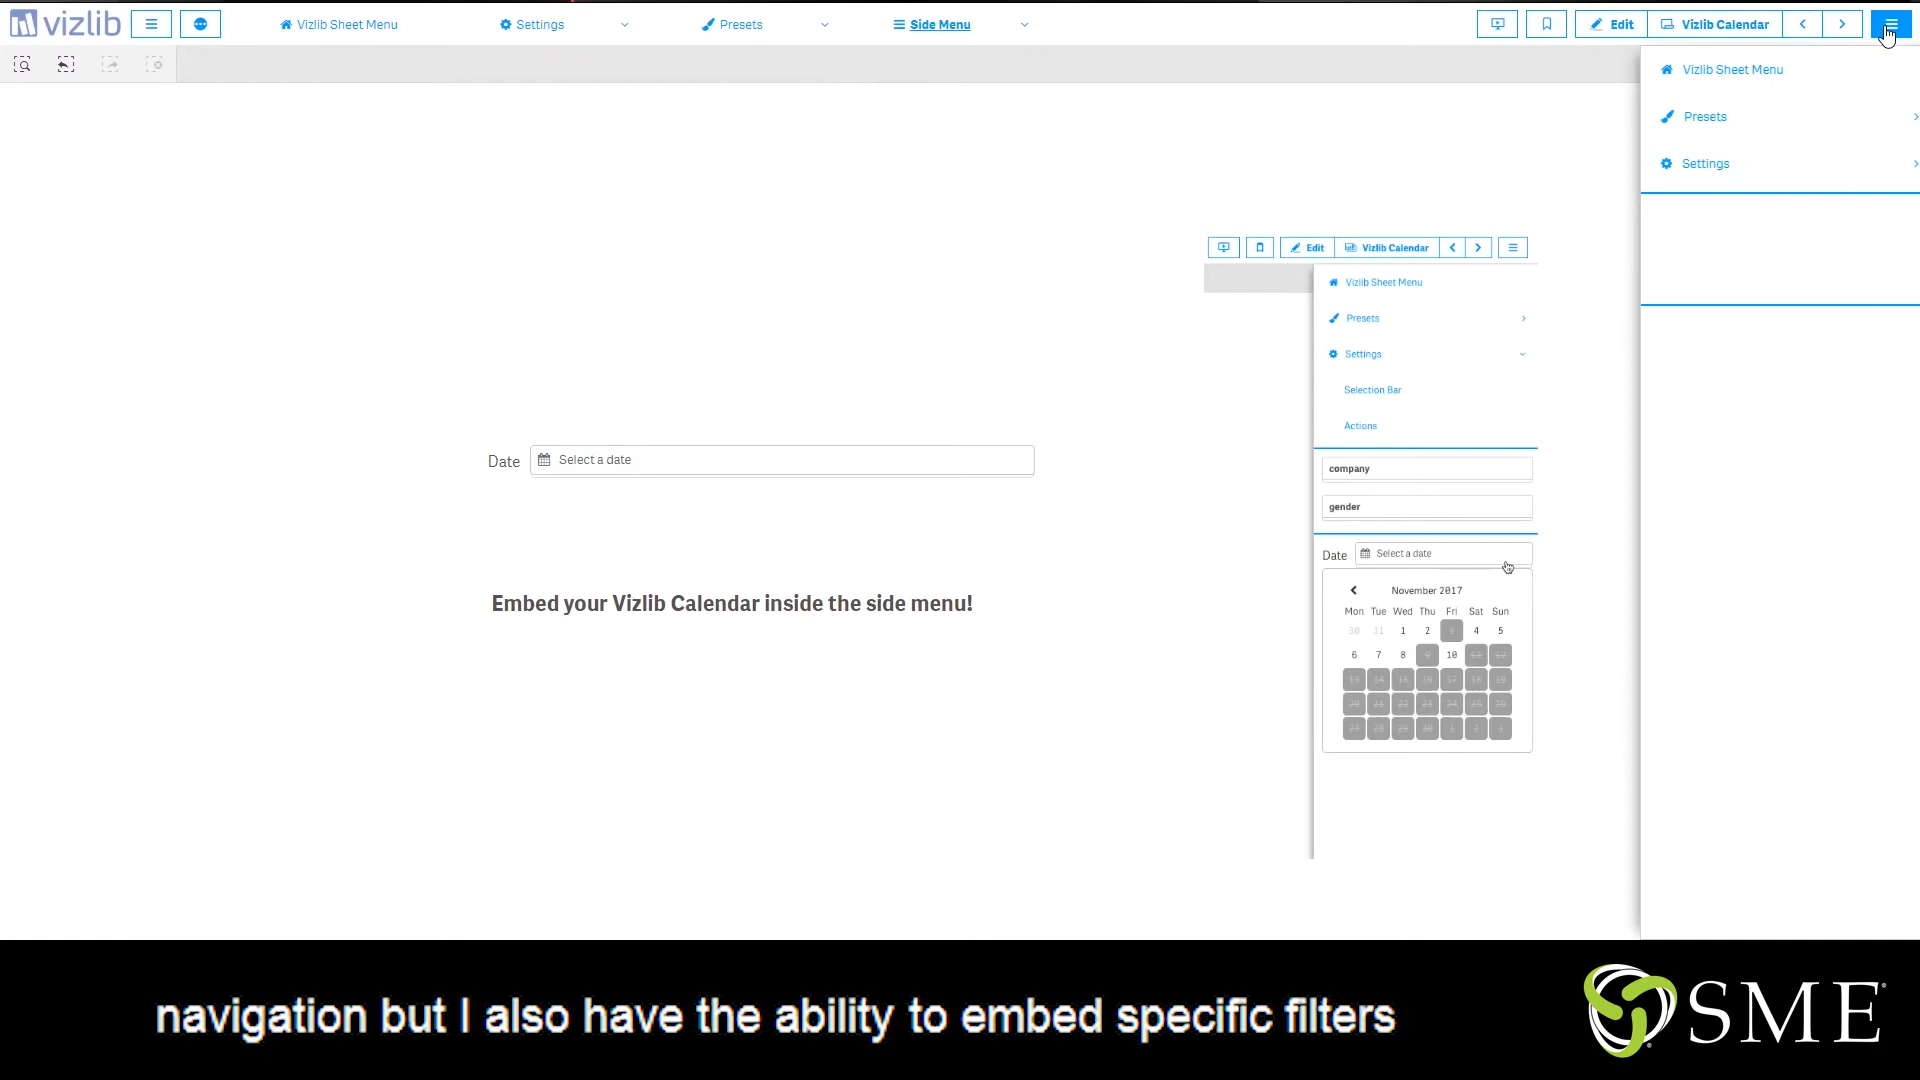 vizlib
Vizlib Sheet Menu
Settings
Presets
Side Menu
Edit
Vizlib Calendar
Vizlib Sheet Menu
Presets
Settings
Edit
Vizlib Calendar
Vizlib Sheet Menu
Presets
Settings
Selection Bar
Actions
company
gender
Date
Select a date
Date
Select a date
November 2017
Mon Tue Wed Thu Fri Sat Sun
30 31 1 2 3 4 5
6 7 8 9 10 11 12
13 14 15 16 17 18 19
20 21 22 23 24 25 26
27 28 29 30 1 2 3
Embed your Vizlib Calendar inside the side menu!
navigation but I also have the ability to embed specific filters
SME